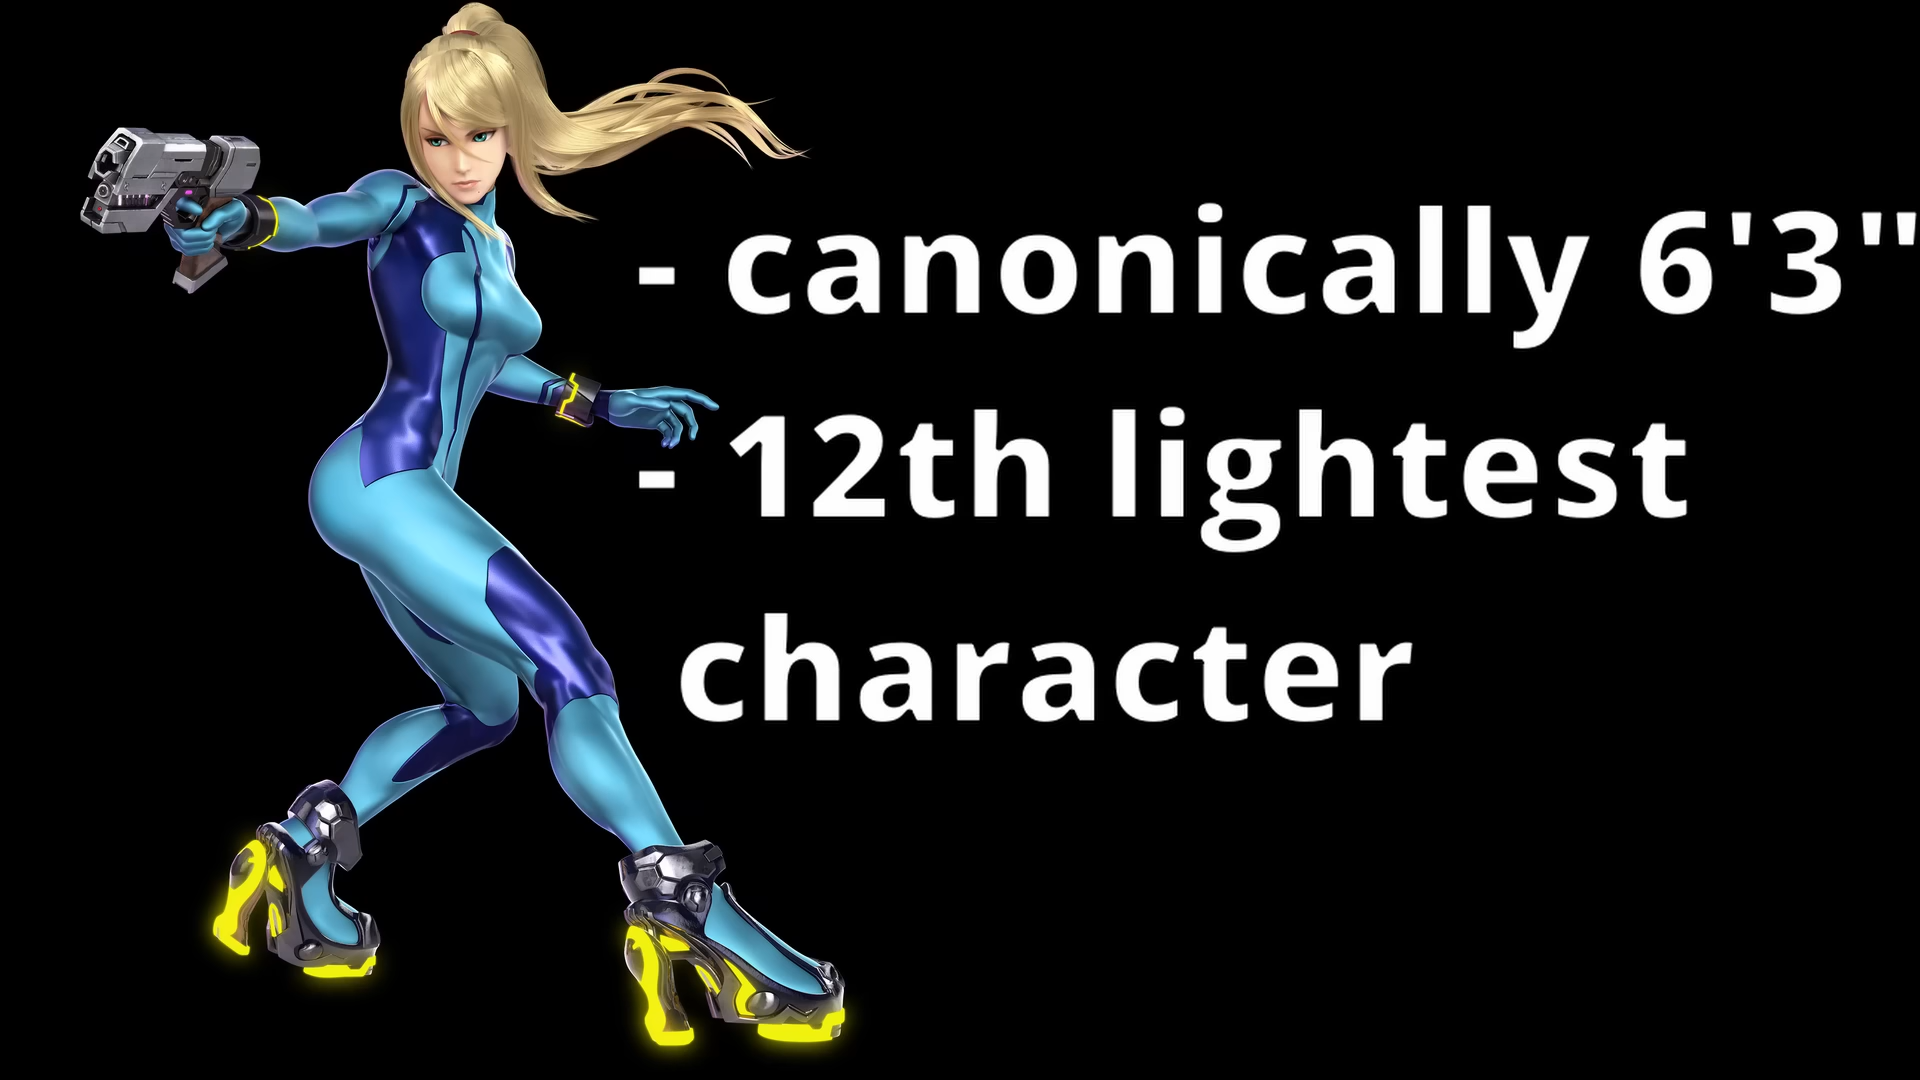 - canonically 6'3"
- 12th lightest
character